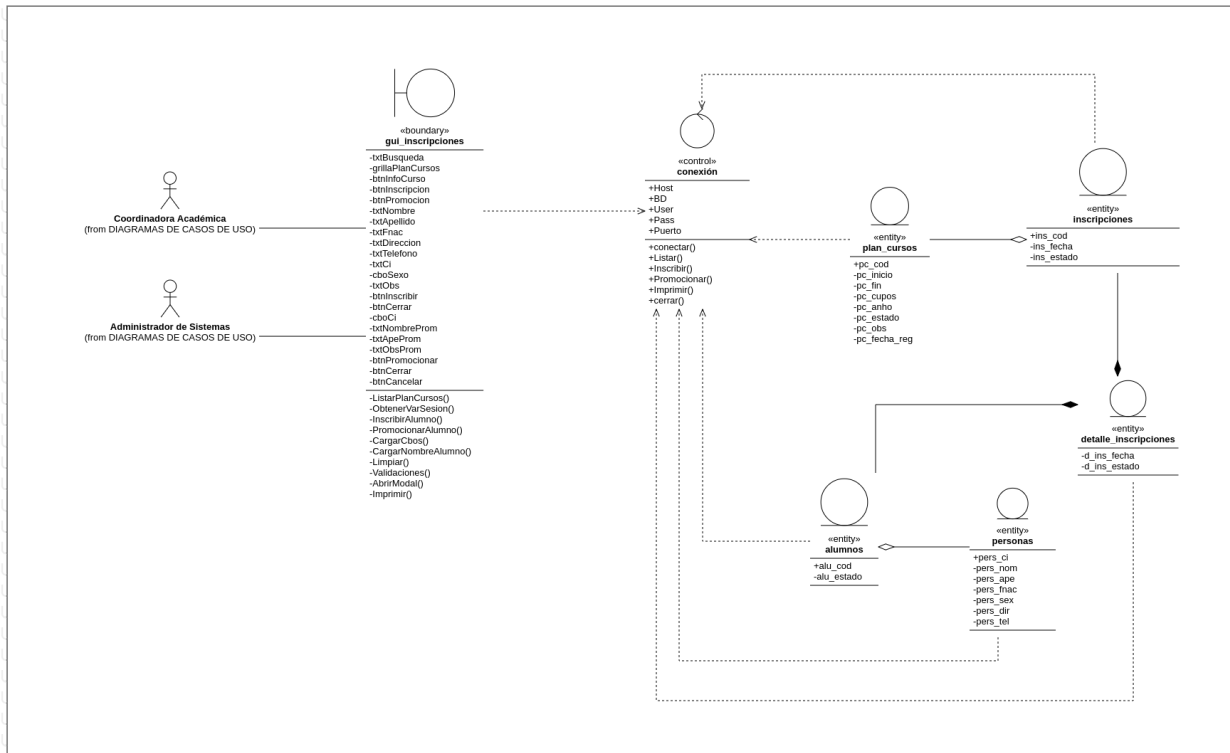 Coordinadora Académica
(from DIAGRAMAS DE CASOS DE USO)
Administrador de Sistemas
(from DIAGRAMAS DE CASOS DE USO)
«boundary»
gui_inscripciones
-txtBusqueda
-grillaPlanCursos
-btnInfoCurso
-btnInscripcion
-btnPromocion
-txtNombre
-txtApellido
-txtFnac
-txtDireccion
-txtTelefono
-txtCi
-cboSexo
-txtObs
-btnInscribir
-btnCerrar
-cboCi
-txtNombreProm
-txtApeProm
-txtObsProm
-btnPromocionar
-btnCerrar
-btnCancelar
-ListarPlanCursos()
-ObtenerVarSesion()
-InscribirAlumno()
-PromocionarAlumno()
-CargarCbos()
-CargarNombreAlumno()
-Limpiar()
-Validaciones()
-AbrirModal()
-Imprimir()
«control»
conexión
+Host
+BD
+User
+Pass
+Puerto
+conectar()
+Listar()
+Inscribir()
+Promocionar()
+Imprimir()
+cerrar()
«entity»
plan_cursos
+pc_cod
-pc_inicio
-pc_fin
-pc_cupos
-pc_anho
-pc_estado
-pc_obs
-pc_fecha_reg
«entity»
inscripciones
+ins_cod
-ins_fecha
-ins_estado
«entity»
detalle_inscripciones
-d_ins_fecha
-d_ins_estado
«entity»
alumnos
+alu_cod
-alu_estado
«entity»
personas
+pers_ci
-pers_nom
-pers_ape
-pers_fnac
-pers_sex
-pers_dir
-pers_tel